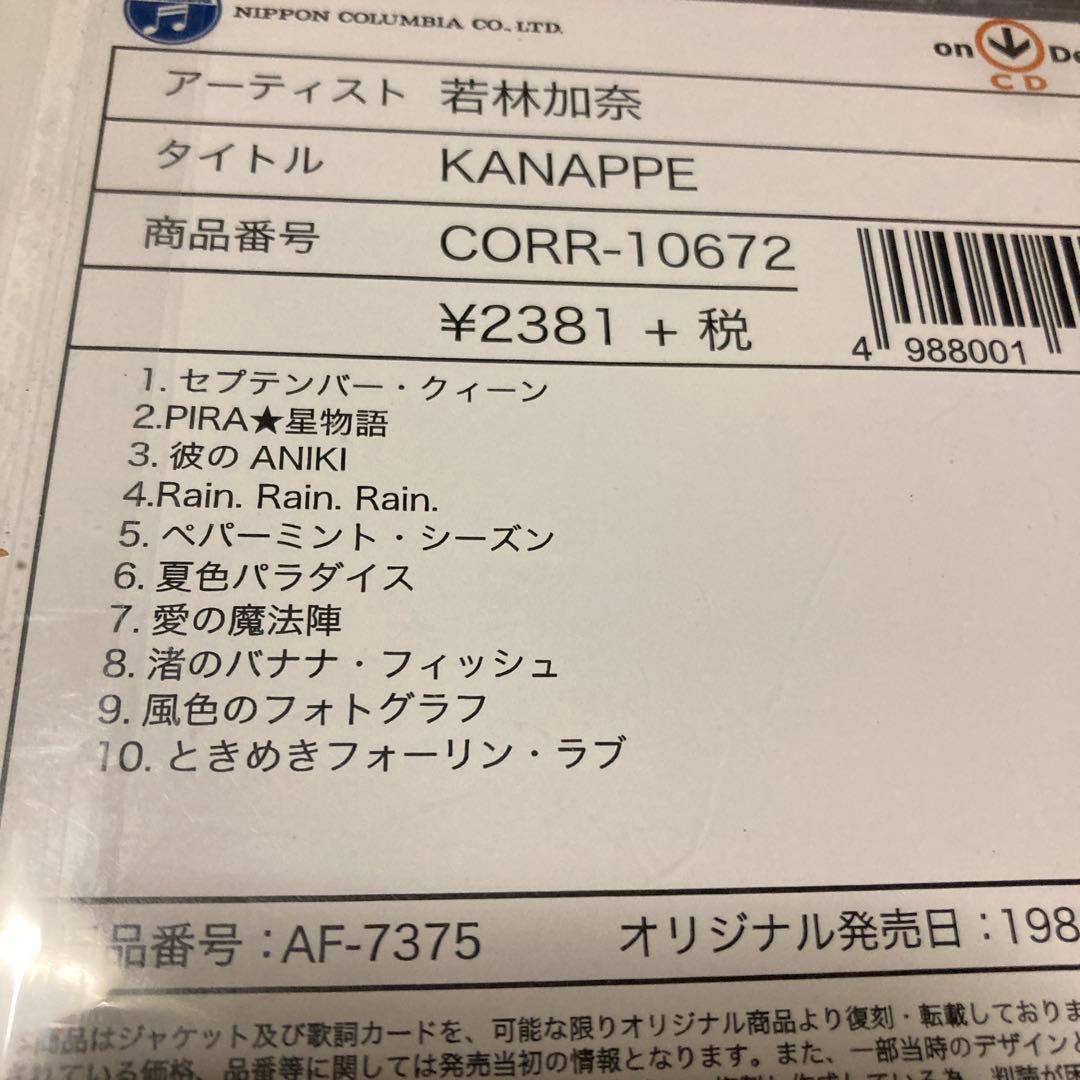 NIPPON COLUMBIA CO., LTD.
on
CD
アーティスト 若林加奈
タイトル KANAPPE
商品番号 CORR-10672
¥2381 + 税
4 988001
1. セプテンバー・クィーン
2.PIRA★星物語
3. 彼の ANIKI
4.Rain. Rain. Rain.
5. ペパーミント・シーズン
6. 夏色パラダイス
7. 愛の魔法陣
8. 渚のバナナ・フィッシュ
9. 風色のフォトグラフ
10. ときめきフォーリン・ラブ
品番号：AF-7375 オリジナル発売日：198
商品はジャケット及び歌詞カードを、可能な限りオリジナル商品より復刻・転載しておりま
されている価格、品番等に関しては発売当初の情報となります。また、一部当時のデザインと